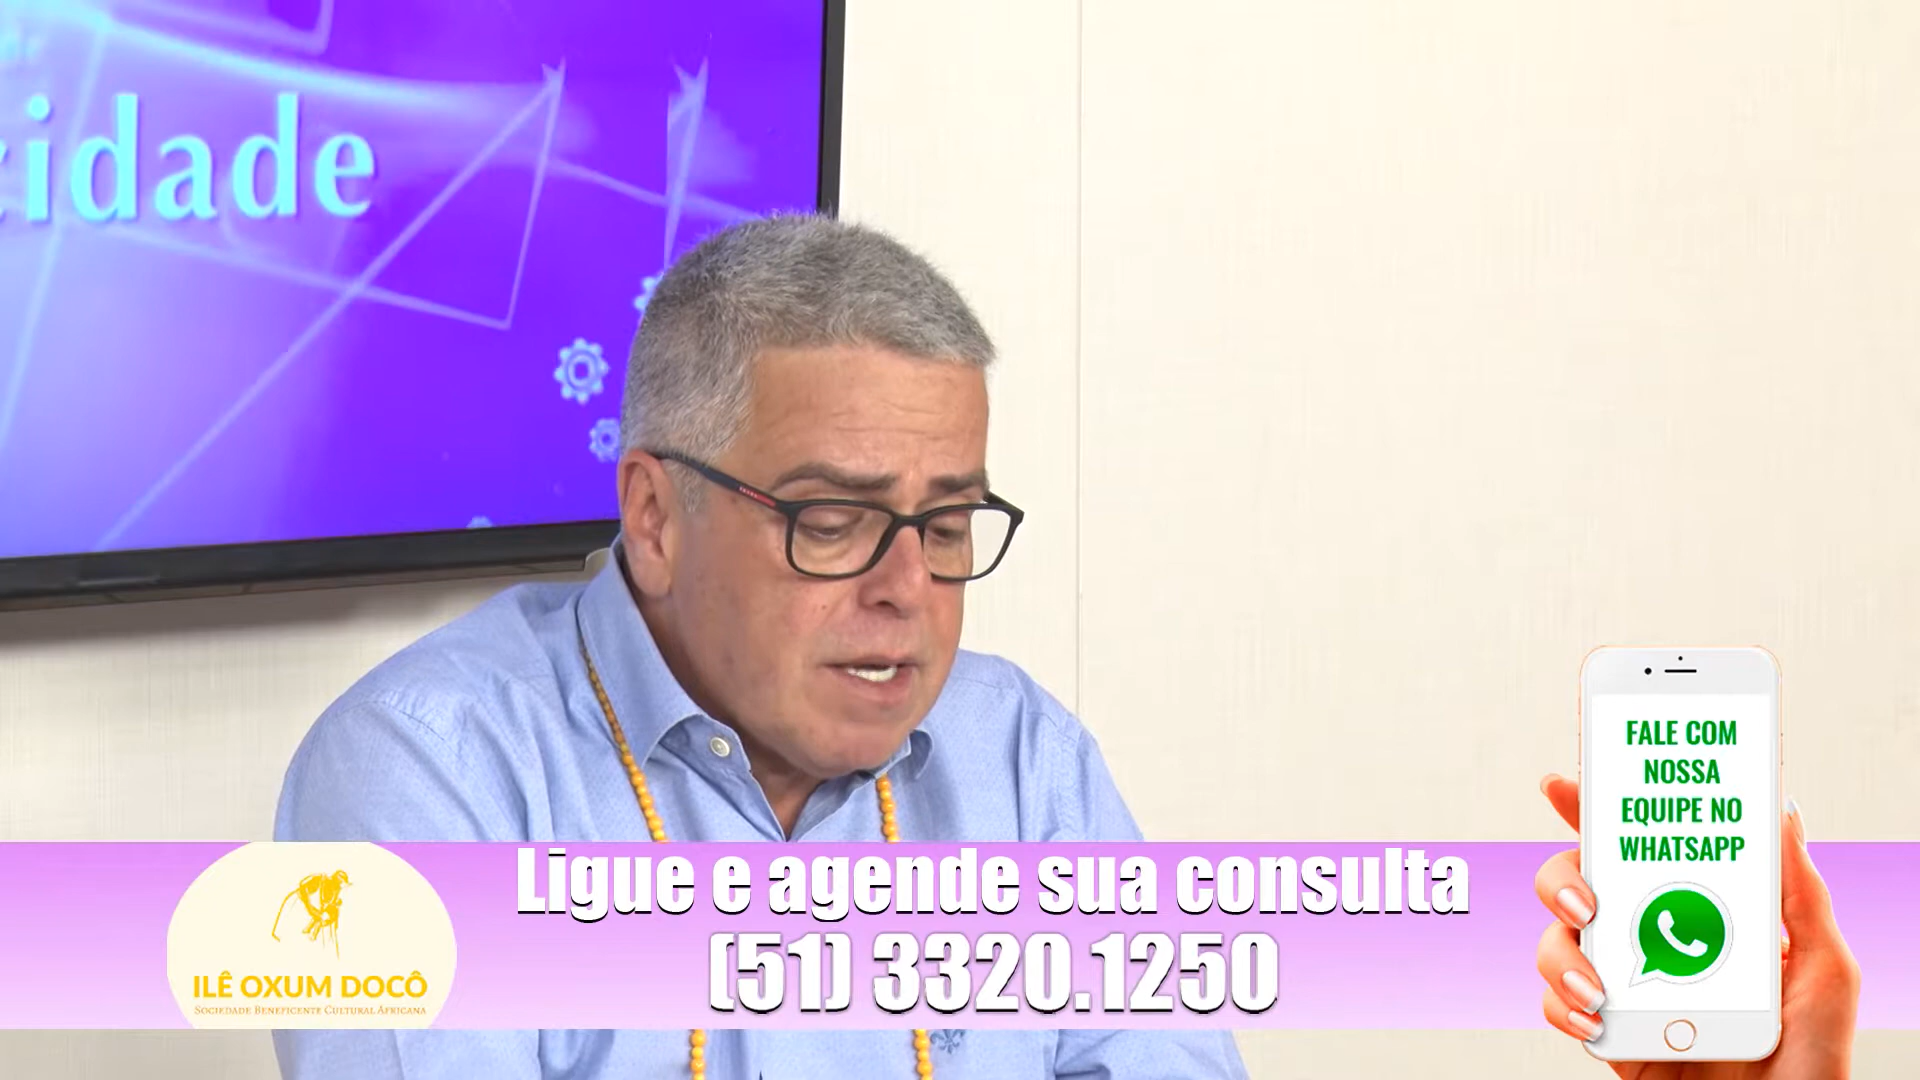 cidade
Ligue e agende sua consulta
(51) 3320.1250
ILÊ OXUM DOCÔ
SOCIEDADE BENEFICENTE CULTURAL AFRICANA
FALE COM
NOSSA
EQUIPE NO
WHATSAPP